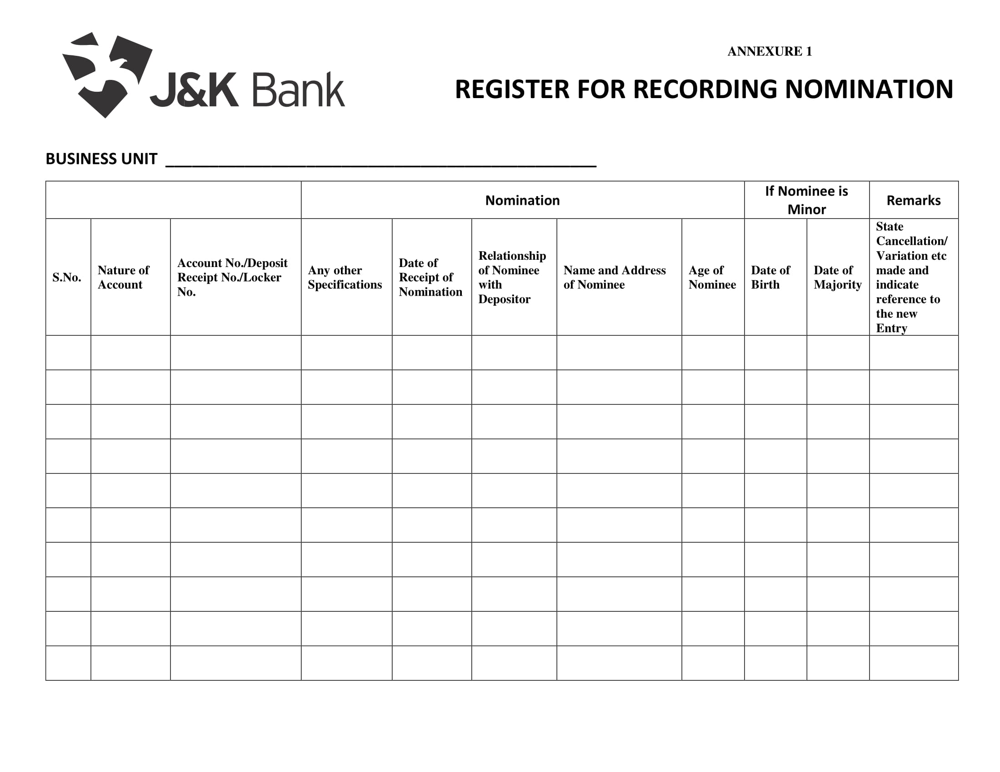 J&K Bank
ANNEXURE 1
REGISTER FOR RECORDING NOMINATION
BUSINESS UNIT
Nomination
If Nominee is
Minor
Remarks
S.No.
Nature of
Account
Account No./Deposit
Receipt No./Locker
No.
Any other
Specifications
Date of
Receipt of
Nomination
Relationship
of Nominee
with
Depositor
Name and Address
of Nominee
Age of
Nominee
Date of
Birth
Date of
Majority
State
Cancellation/
Variation etc
made and
indicate
reference to
the new
Entry